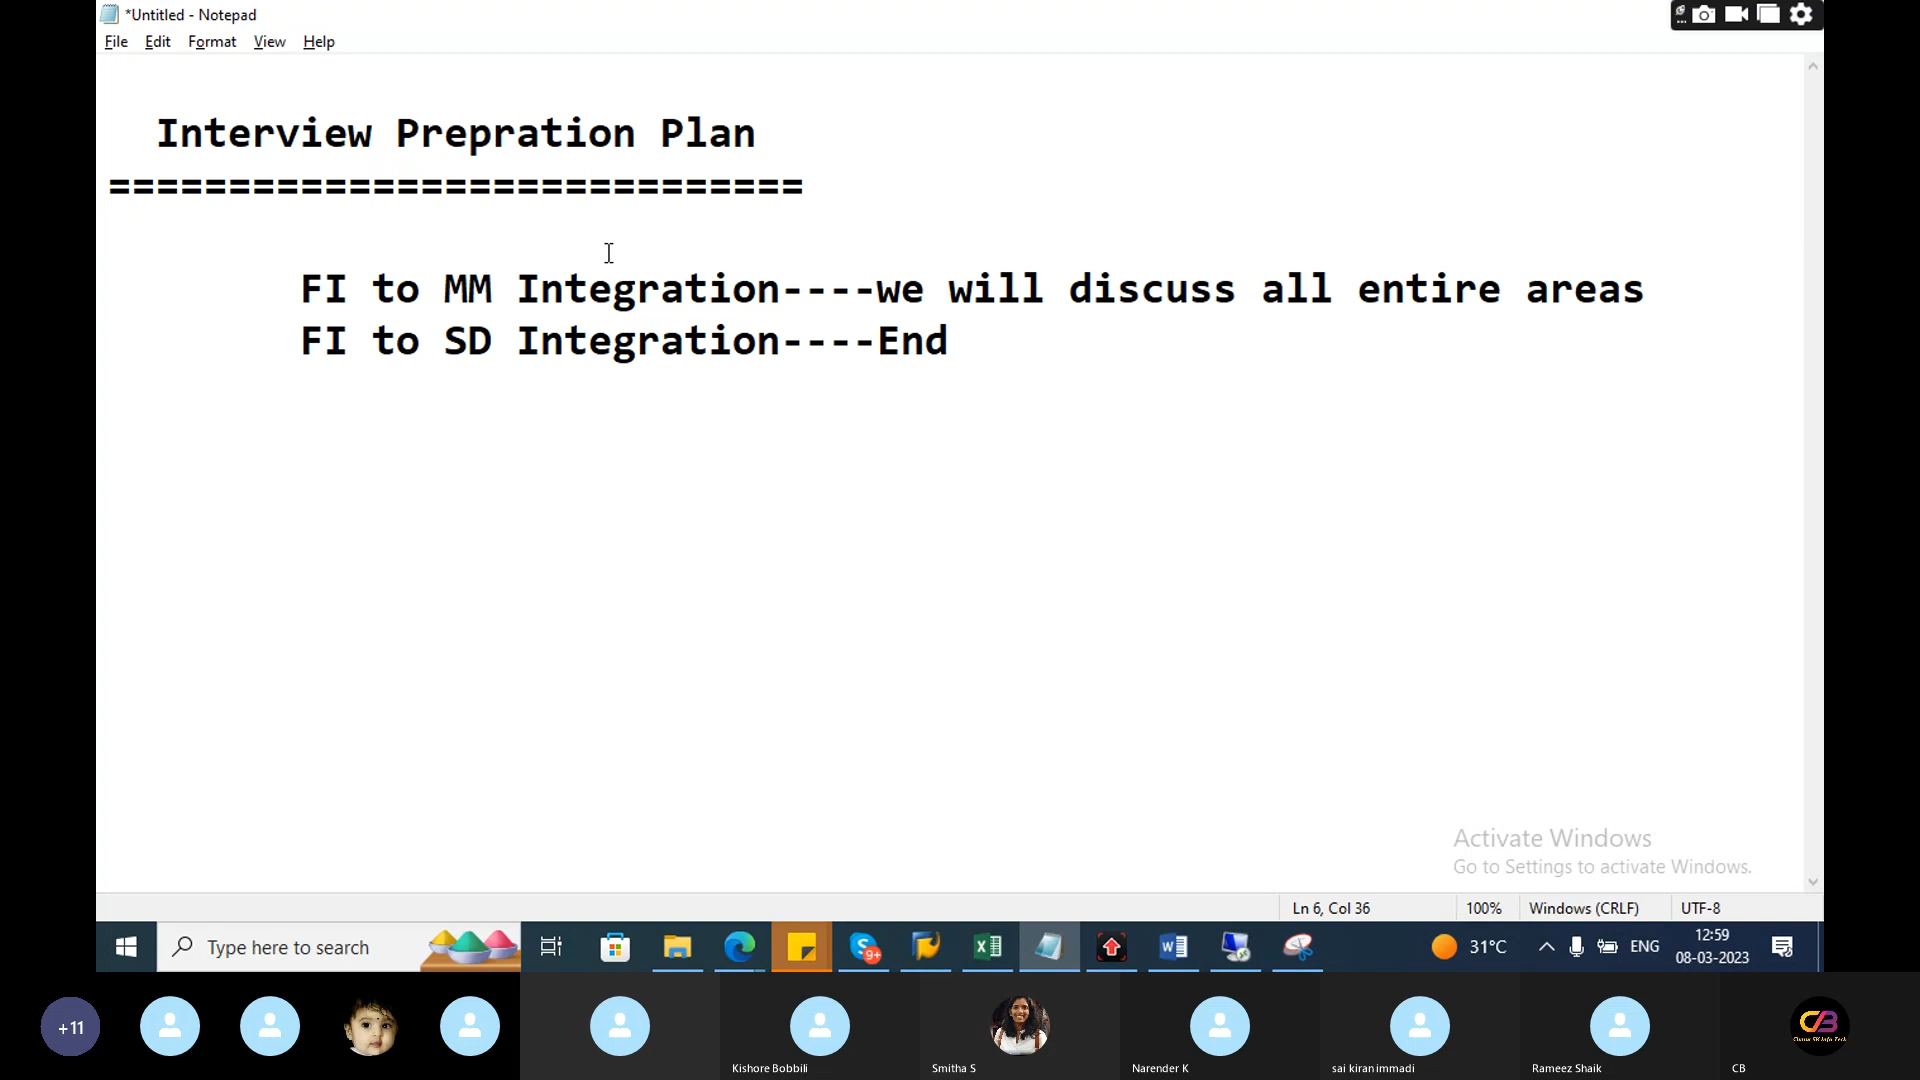 *Untitled - Notepad
File Edit Format View Help
Interview Prepration Plan
=============================
FI to MM Integration----we will discuss all entire areas
FI to SD Integration----End
Activate Windows
Go to Settings to activate Windows.
Ln 6, Col 36 100% Windows (CRLF) UTF-8
Type here to search
9+
31°C
ENG
12:59
08-03-2023
+11
Kishore Bobbili
Smitha S
Narender K
sai kiran immadi
Rameez Shaik
CB